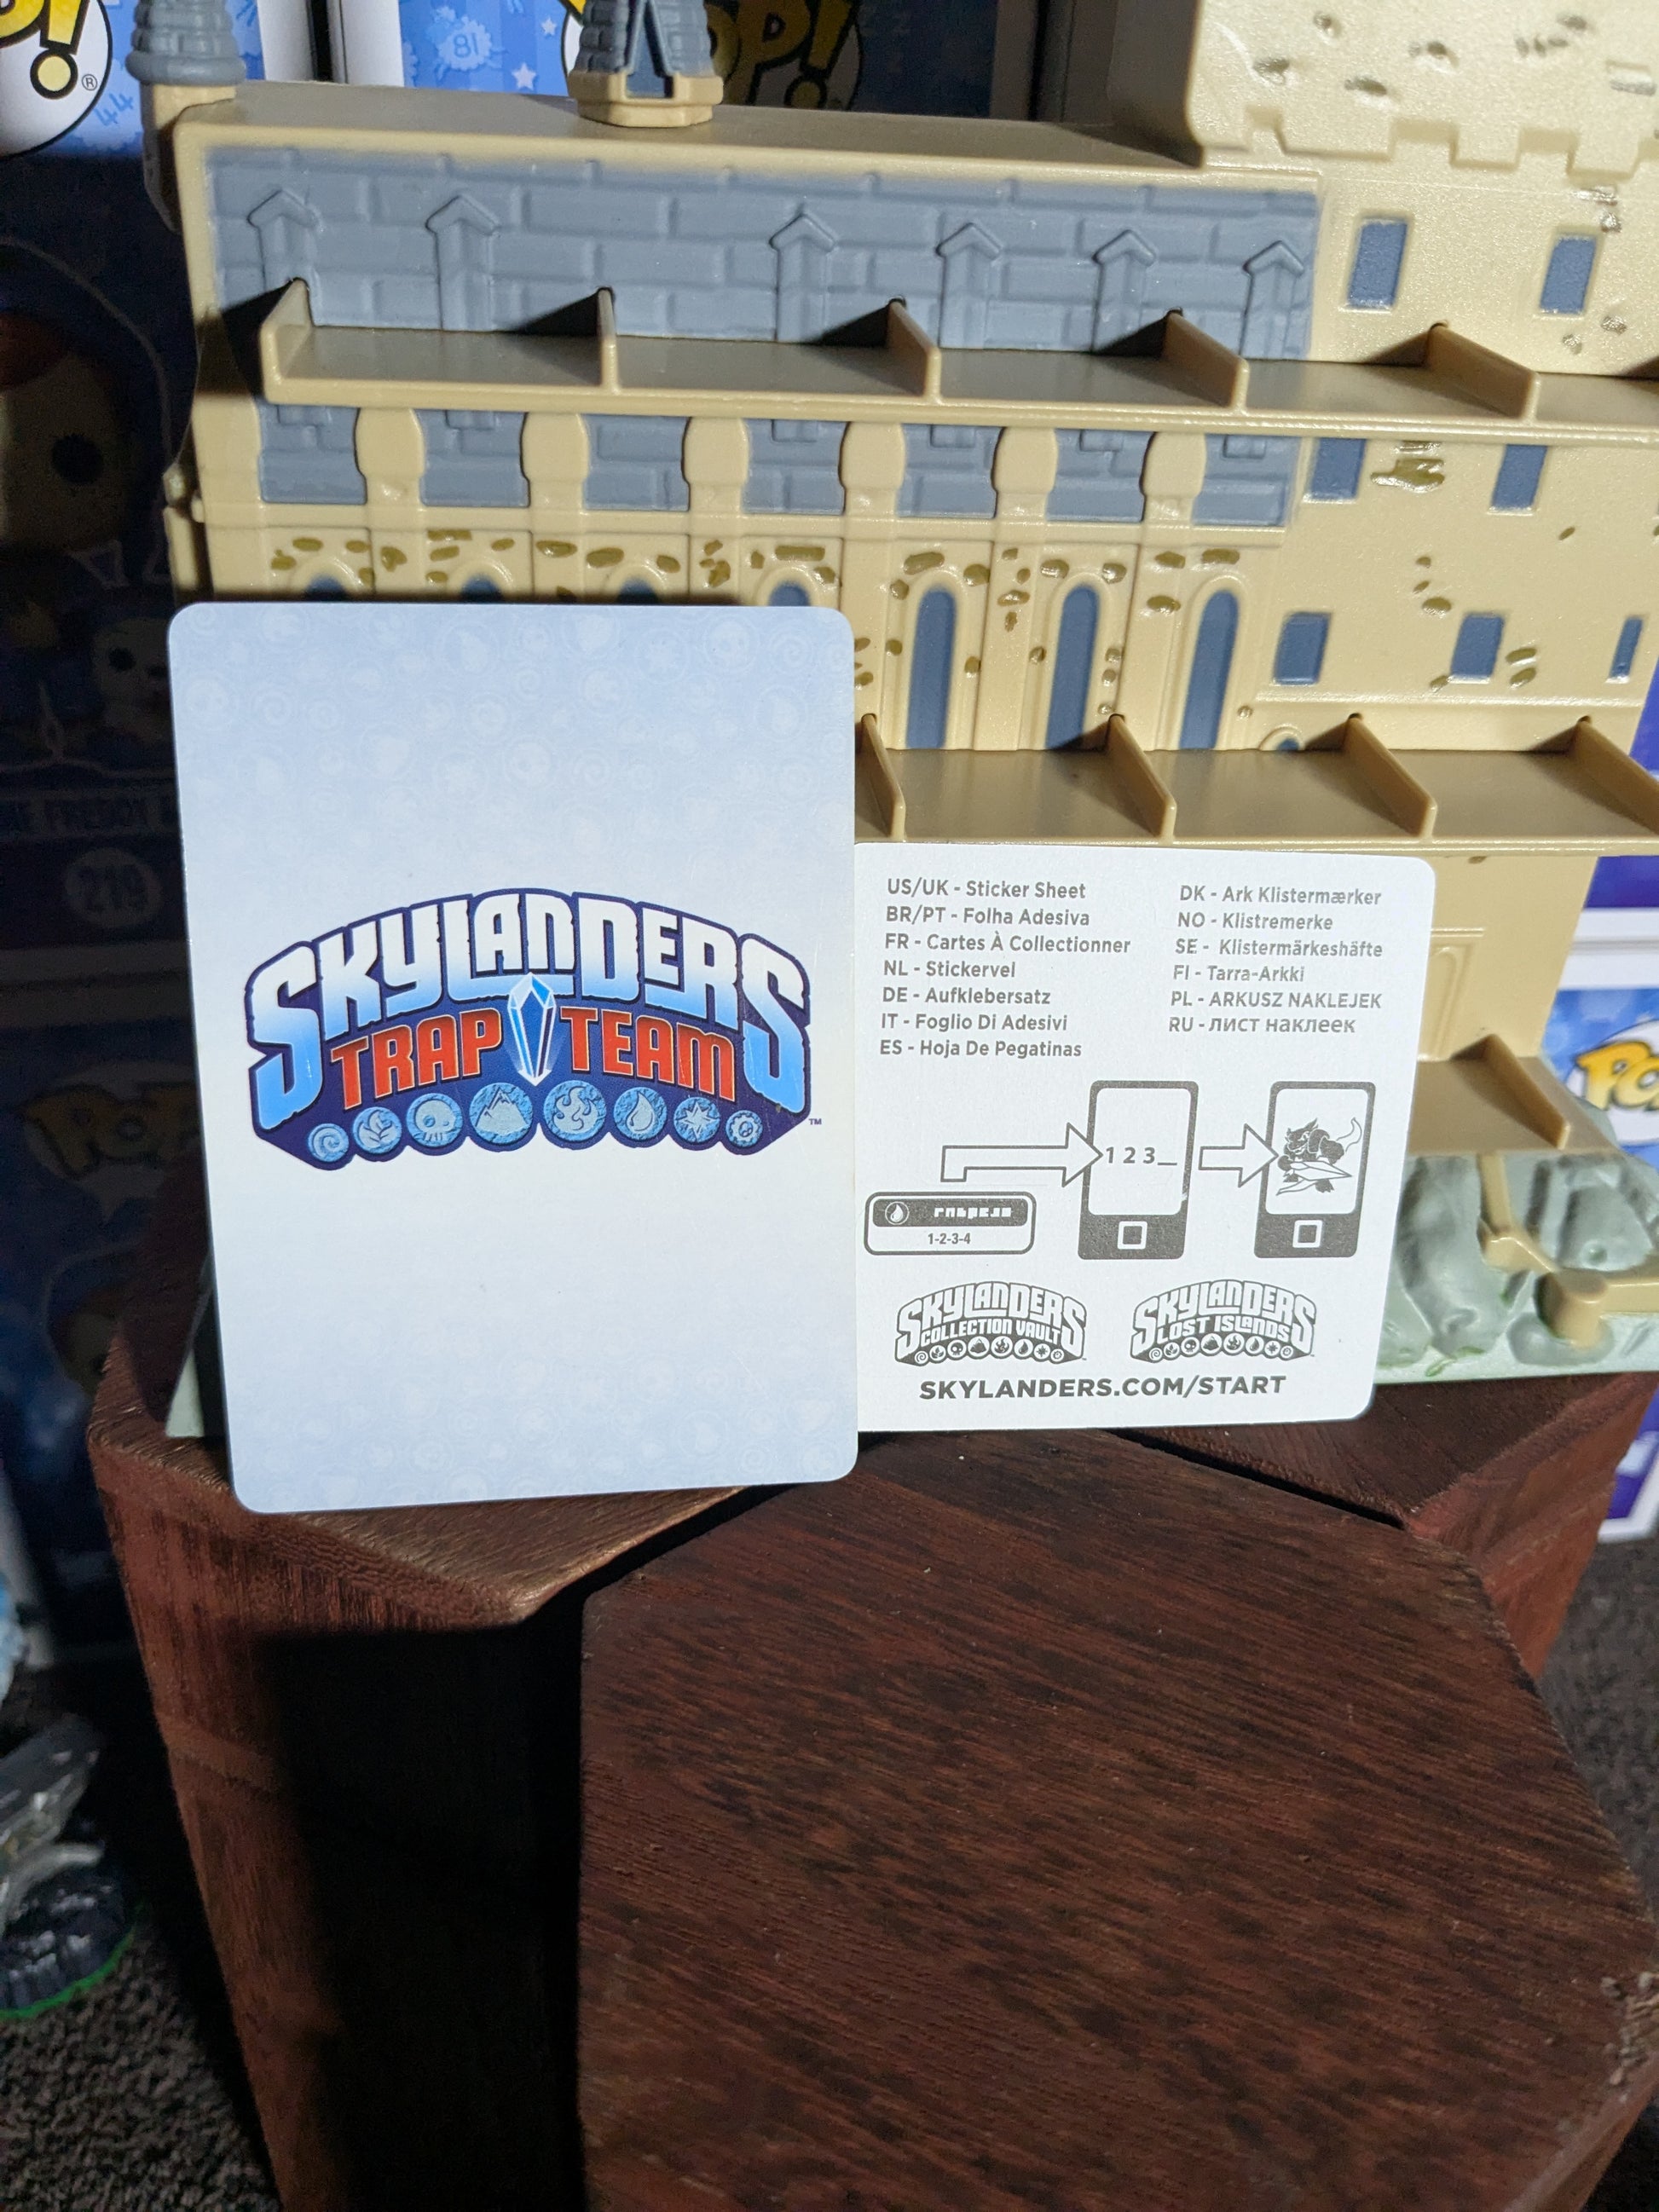 81
44
SKYLANDERS
TRAP TEAM
™
US/UK - Sticker Sheet
BR/PT - Folha Adesiva
FR - Cartes À Collectionner
NL - Stickervel
DE - Aufklebersatz
IT - Foglio Di Adesivi
ES - Hoja De Pegatinas
DK - Ark Klistermærker
NO - Klistremerke
SE - Klistermärkeshäfte
FI - Tarra-Arkki
PL - ARKUSZ NAKLEJEK
RU - ЛИСТ Наклеек
1 2 3_
1-2-3-4
SKYLANDERS
COLLECTION VAULT
SKYLANDERS
LOST ISLANDS
SKYLANDERS.COM/START
FREDDY
219
POP